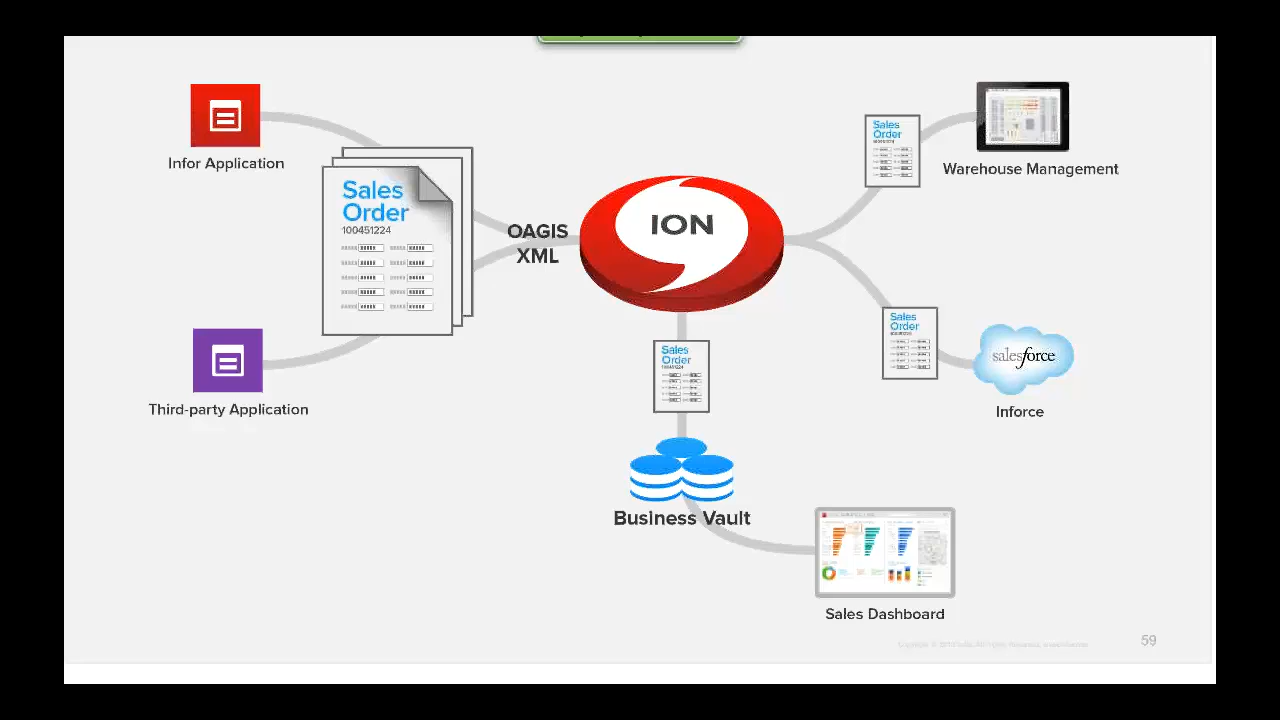 Infor Application
Sales
Order
100451224
Third-party Application
OAGIS
XML
ION
Sales
Order
Warehouse Management
Sales
Order
salesforce
Inforce
Sales
Order
100451224
Business Vault
Sales Dashboard
59